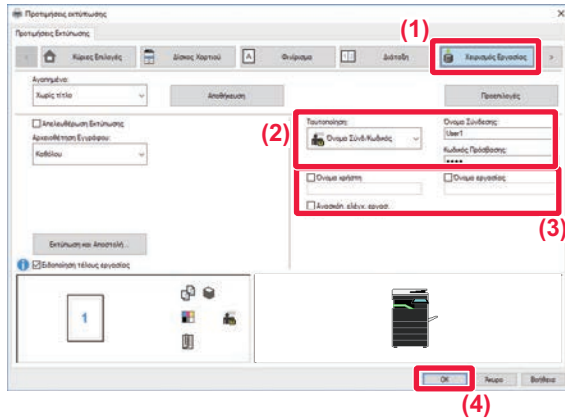 Προτιμήσεις εκτύπωσης
(1)
Προτιμήσεις Εκτύπωσης
Κύριες Επιλογές
Δίσκος Χαρτιού
Φινίρισμα
Διάταξη
Χειρισμός Εργασίας
Αγαπημένα:
Χωρίς τίτλο
Αποθήκευση
Προεπιλογές
(2)
Απελευθέρωση Εκτύπωσης
Αρχειοθέτηση Εγγράφου:
Καθόλου
Ταυτοποίηση:
Όνομα Σύνδ/Κωδικός
Όνομα Σύνδεσης:
User1
Κωδικός Πρόσβασης:
••••
Όνομα χρήστη
Όνομα εργασίας
Ανασκόπ. ελέγχ. εργασ.
(3)
Εκτύπωση και Αποστολή...
Ειδοποίηση τέλους εργασίας
1
OK
Άκυρο
Βοήθεια
(4)